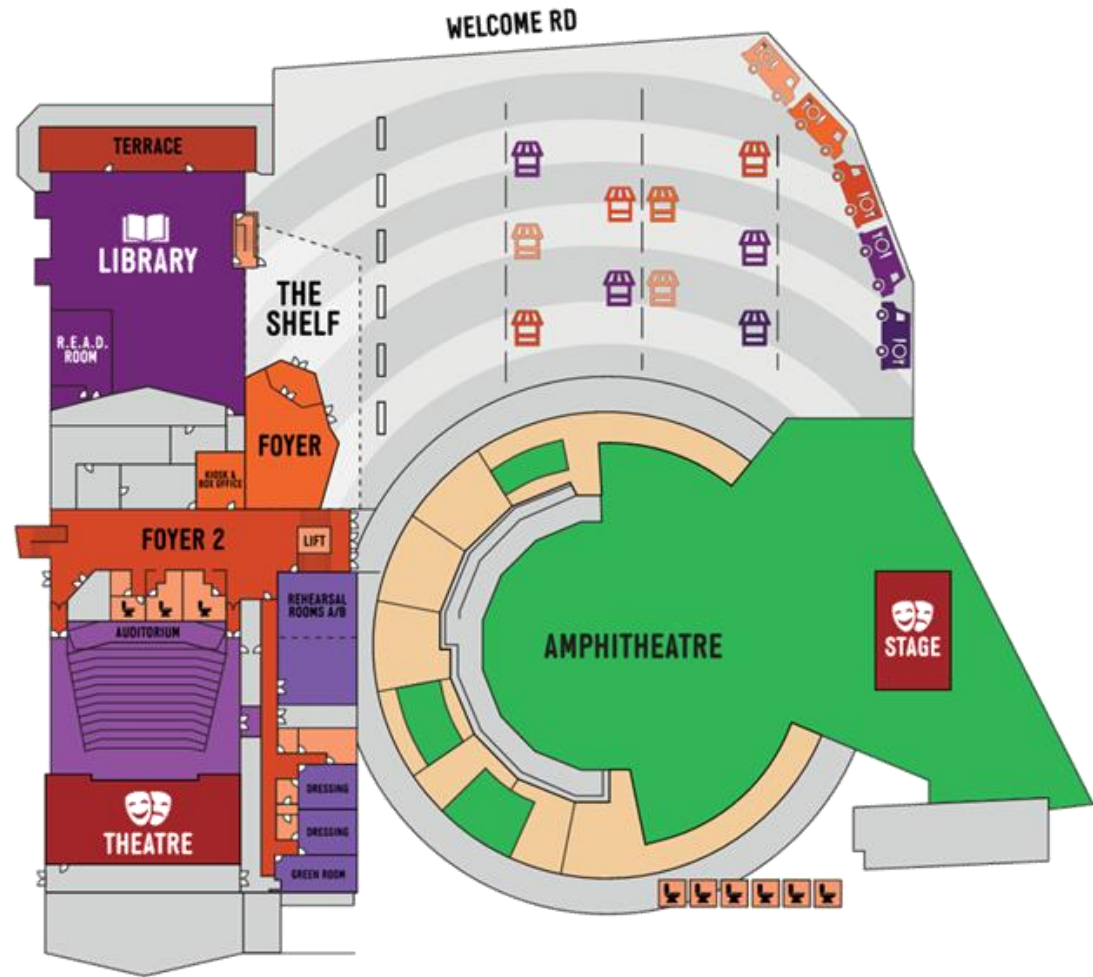 WELCOME RD
TERRACE
LIBRARY
THE
SHELF
R.E.A.D.
ROOM
FOYER
KIOSK &
BOX OFFICE
FOYER 2
LIFT
REHEARSAL
ROOMS A/B
AUDITORIUM
AMPHITHEATRE
STAGE
DRESSING
DRESSING
THEATRE
GREEN ROOM